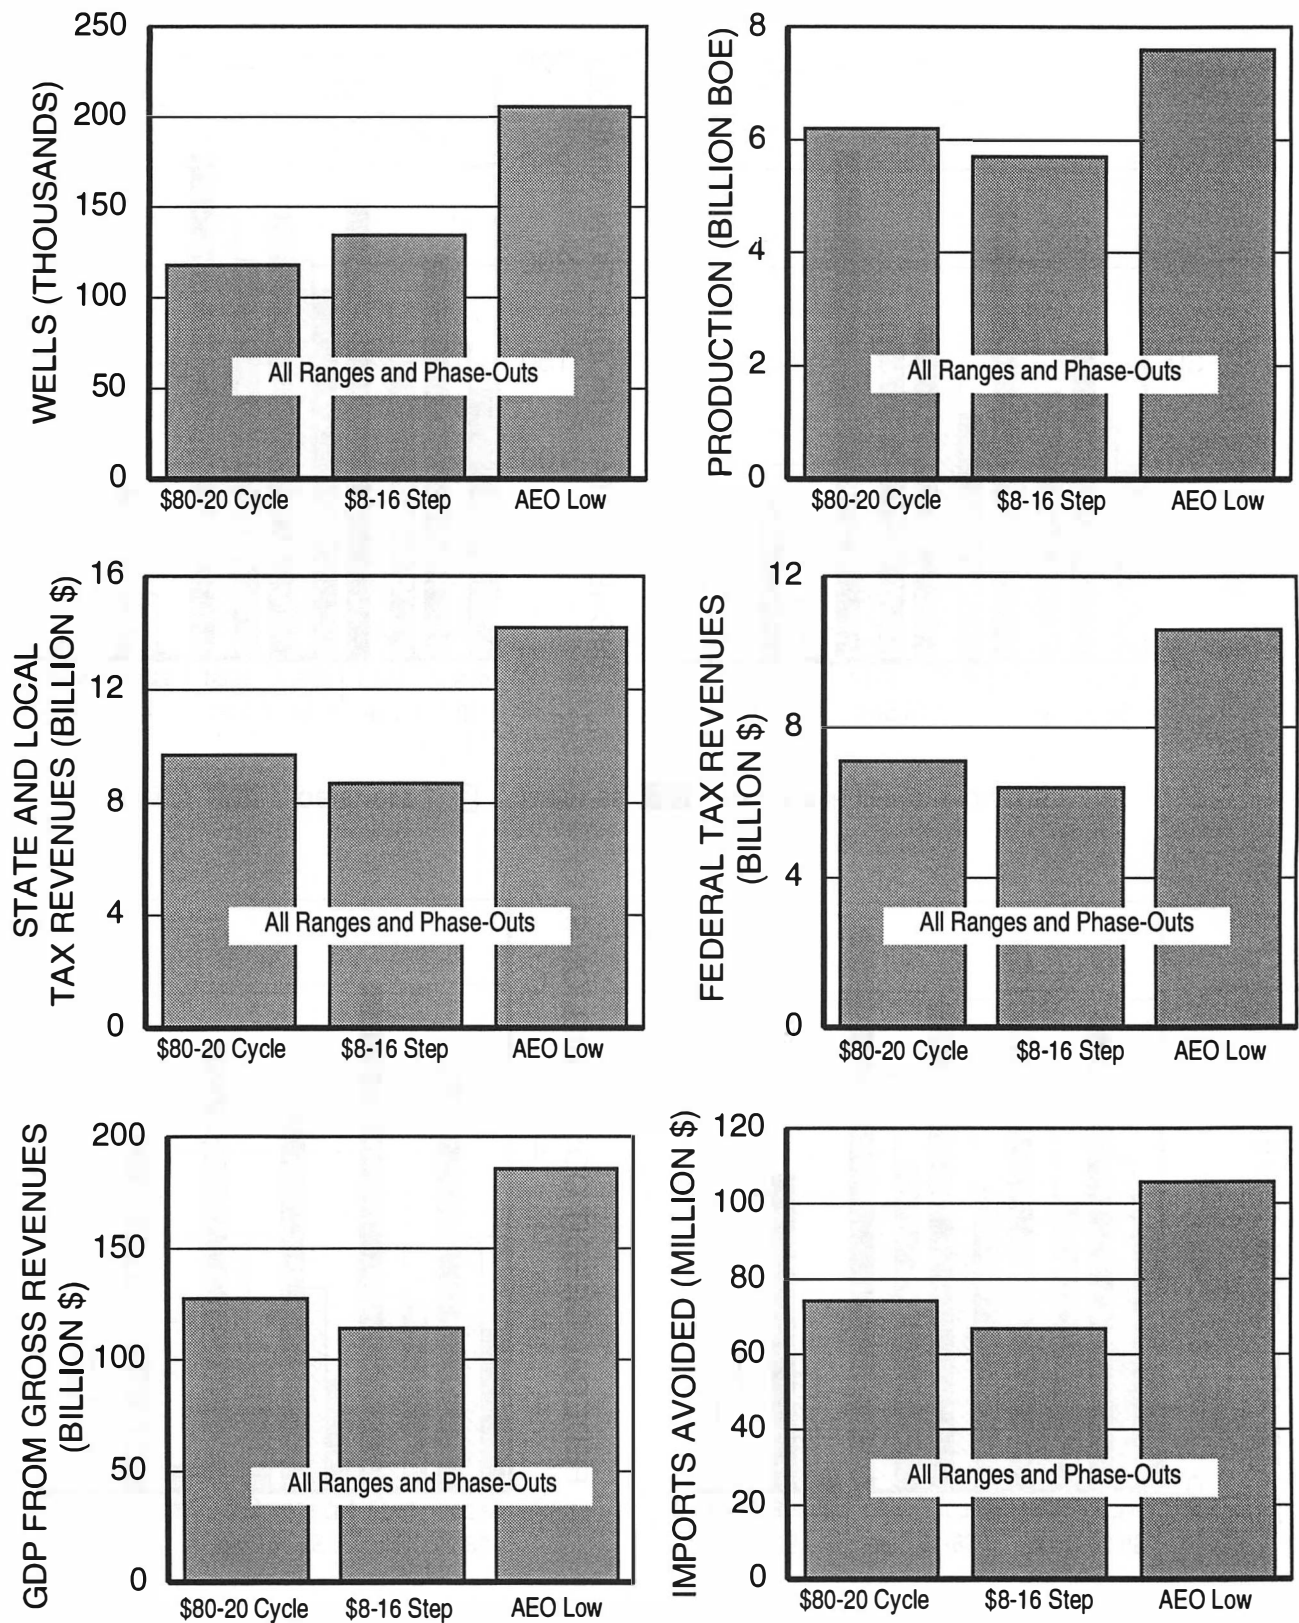 WELLS (THOUSANDS)
250
200
150
100
50
0
All Ranges and Phase-Outs
$80-20 Cycle $8-16 Step AEO Low
PRODUCTION (BILLION BOE)
8
6
4
2
0
All Ranges and Phase-Outs
$80-20 Cycle $8-16 Step AEO Low
STATE AND LOCAL
TAX REVENUES (BILLION $)
16
12
8
4
0
All Ranges and Phase-Outs
$80-20 Cycle $8-16 Step AEO Low
FEDERAL TAX REVENUES
(BILLION $)
12
8
4
0
All Ranges and Phase-Outs
$80-20 Cycle $8-16 Step AEO Low
GDP FROM GROSS REVENUES
(BILLION $)
200
150
100
50
0
All Ranges and Phase-Outs
$80-20 Cycle $8-16 Step AEO Low
IMPORTS AVOIDED (MILLION $)
120
100
80
60
40
20
0
All Ranges and Phase-Outs
$80-20 Cycle $8-16 Step AEO Low